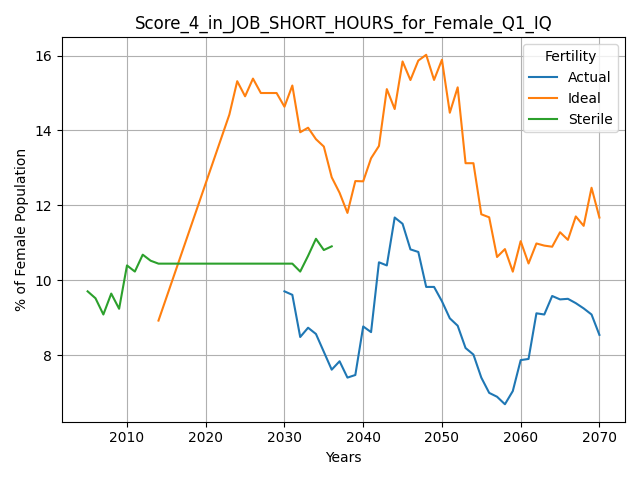 Score_4_in_JOB_SHORT_HOURS_for_Female_Q1_IQ
Fertility
Actual
Ideal
Sterile
% of Female Population
16
14
12
10
8
2010 2020 2030 2040 2050 2060 2070
Years